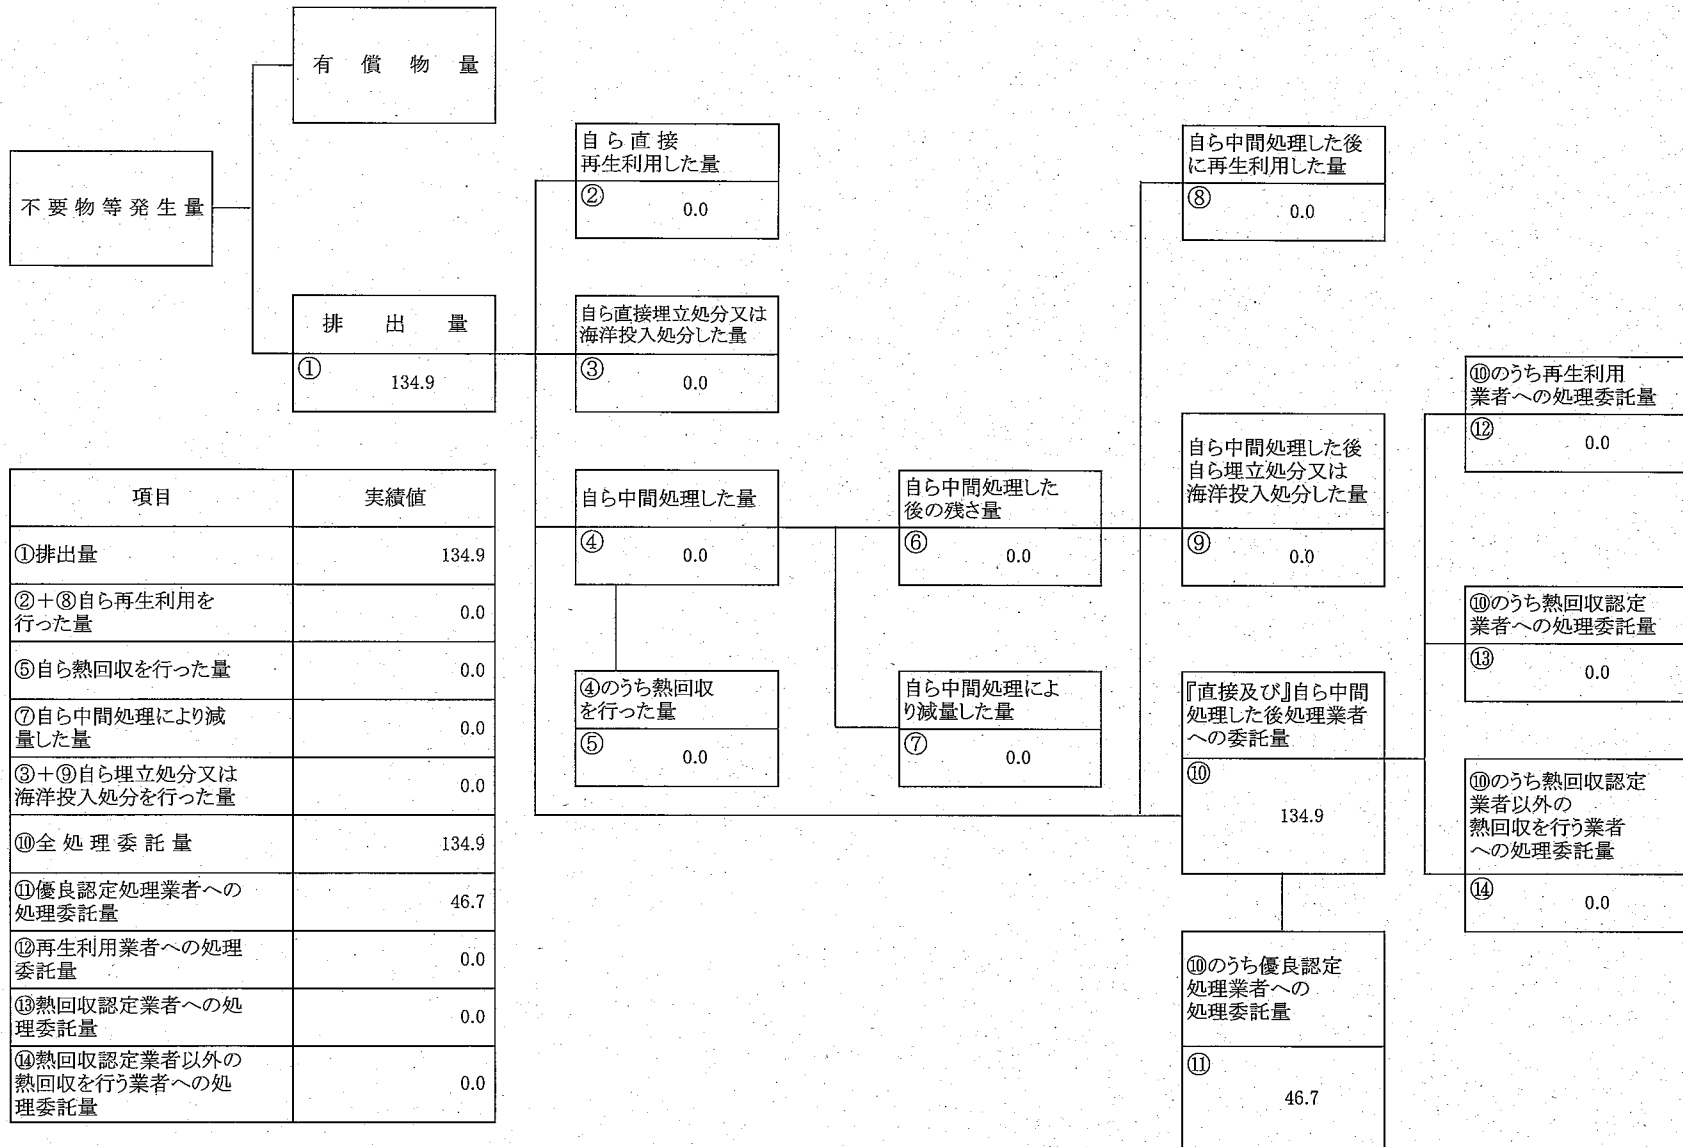 有償物量
不要物等発生量
排出量
①
134.9
自ら直接
再生利用した量
②
0.0
自ら直接埋立処分又は
海洋投入処分した量
③
0.0
自ら中間処理した量
④
0.0
④のうち熱回収
を行った量
⑤
0.0
自ら中間処理した
後の残さ量
⑥
0.0
自ら中間処理によ
り減量した量
⑦
0.0
自ら中間処理した後
に再生利用した量
⑧
0.0
自ら中間処理した後
自ら埋立処分又は
海洋投入処分した量
⑨
0.0
『直接及び』自ら中間
処理した後処理業者
への委託量
⑩
134.9
⑩のうち優良認定
処理業者への
処理委託量
⑪
46.7
⑩のうち再生利用
業者への処理委託量
⑫
0.0
⑩のうち熱回収認定
業者への処理委託量
⑬
0.0
⑩のうち熱回収認定
業者以外の
熱回収を行う業者
への処理委託量
⑭
0.0
項目 実績値
①排出量 134.9
②+⑧自ら再生利用を
行った量 0.0
⑤自ら熱回収を行った量 0.0
⑦自ら中間処理により減
量した量 0.0
③+⑨自ら埋立処分又は
海洋投入処分を行った量 0.0
⑩全処理委託量 134.9
⑪優良認定処理業者への
処理委託量 46.7
⑫再生利用業者への処理
委託量 0.0
⑬熱回収認定業者への処
理委託量 0.0
⑭熱回収認定業者以外の
熱回収を行う業者への処
理委託量 0.0